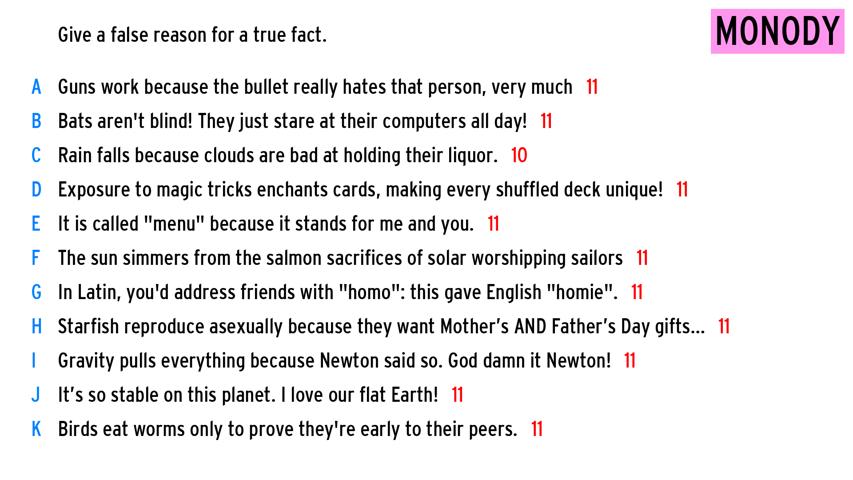 Give a false reason for a true fact.
MONODY
A Guns work because the bullet really hates that person, very much 11
B Bats aren't blind! They just stare at their computers all day! 11
C Rain falls because clouds are bad at holding their liquor. 10
D Exposure to magic tricks enchants cards, making every shuffled deck unique! 11
E It is called "menu" because it stands for me and you. 11
F The sun simmers from the salmon sacrifices of solar worshipping sailors 11
G In Latin, you'd address friends with "homo": this gave English "homie". 11
H Starfish reproduce asexually because they want Mother’s AND Father’s Day gifts... 11
I Gravity pulls everything because Newton said so. God damn it Newton! 11
J It’s so stable on this planet. I love our flat Earth! 11
K Birds eat worms only to prove they're early to their peers. 11